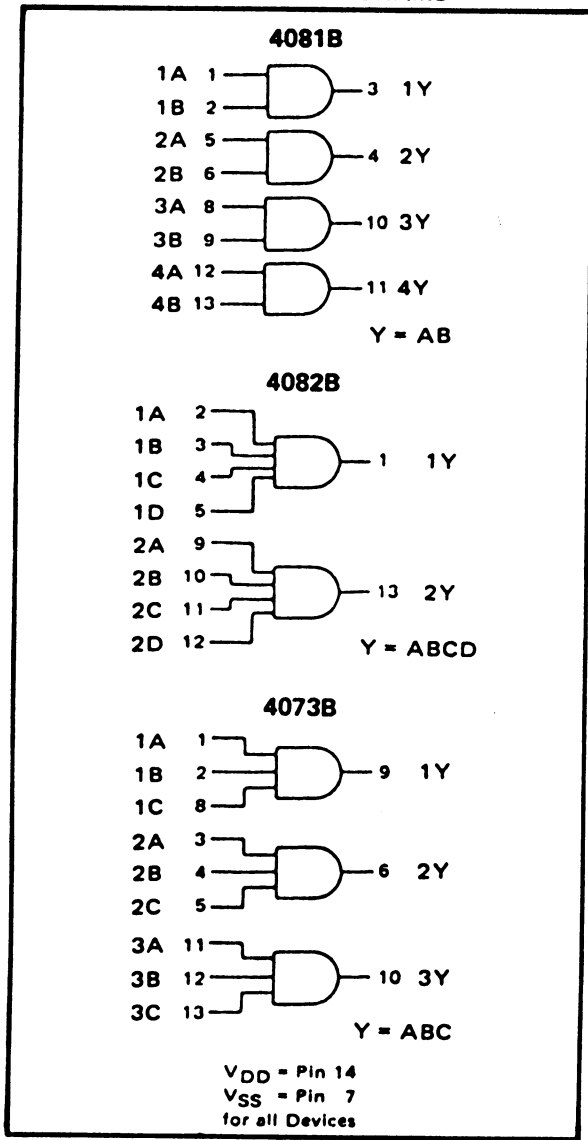 4081B
1A 1
3 1Y
1B 2
2A 5
4 2Y
2B 6
3A 8
10 3Y
3B 9
4A 12
11 4Y
4B 13
Y = AB
4082B
1A 2
1B 3
1 1Y
1C 4
1D 5
2A 9
2B 10
13 2Y
2C 11
2D 12
Y = ABCD
4073B
1A 1
1B 2 9 1Y
1C 8
2A 3
2B 4 6 2Y
2C 5
3A 11
3B 12 10 3Y
3C 13
Y = ABC
VDD = Pin 14
VSS = Pin 7
for all Devices